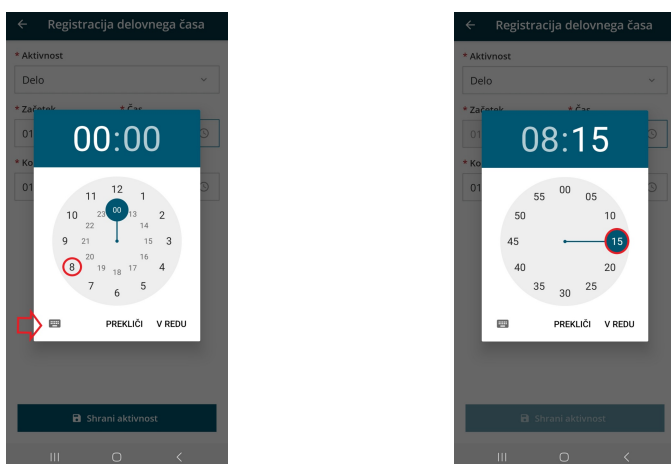 Registracija delovnega časa
* Aktivnost
Delo
* Začetek * Čas
01
00:00
* Ko
01
12
11 1
00
23 13
10 2
22 14
9 21 15 3
20 16
8 4
19 18 17
7 5
6
PREKLIČI V REDU
Shrani aktivnost
Registracija delovnega časa
* Aktivnost
Delo
* Začetek * Čas
01
08:15
* Ko
01
00
55 05
50 10
45 15
40 20
35 25
30
PREKLIČI V REDU
Shrani aktivnost